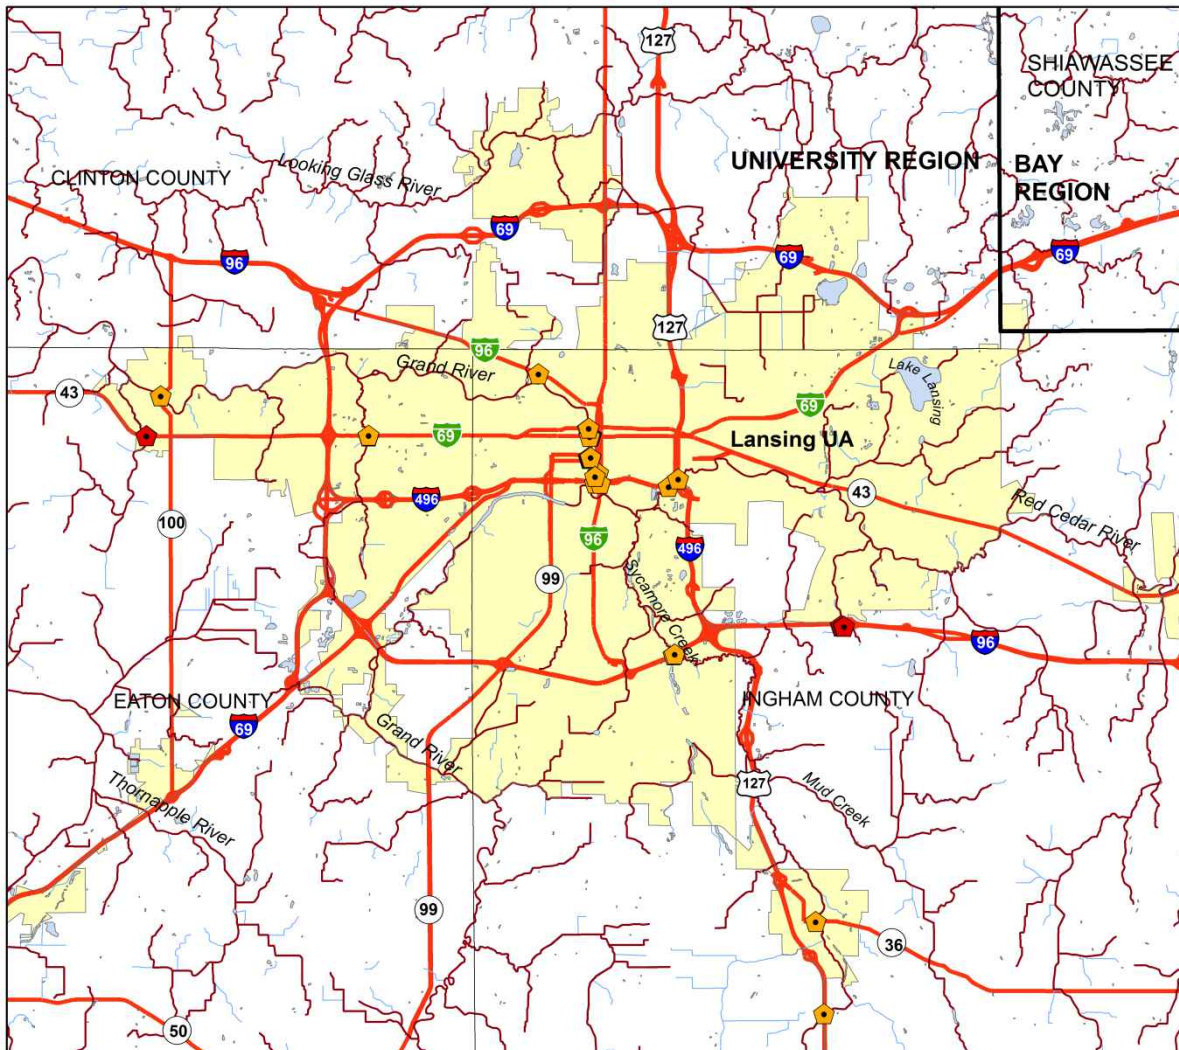 127
SHIAWASSEE
COUNTY
UNIVERSITY REGION
BAY
REGION
Looking Glass River
CLINTON COUNTY
69
96
69
69
127
96
Grand River
Lake Lansing
43
69
69
Lansing UA
496
43
100
Red Cedar River
96
496
99
Sycamore Creek
96
EATON COUNTY
INGHAM COUNTY
69
Grand River
127
Thornapple River
Mud Creek
99
36
50